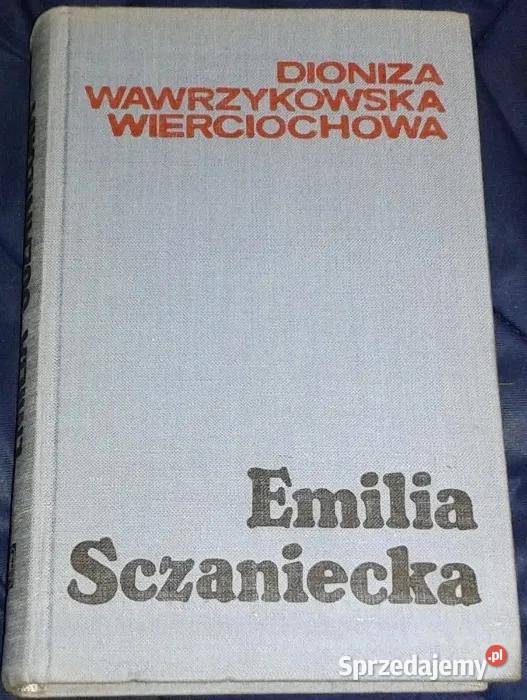 DIONIZA
WAWRZYKOWSKA
WIERCIOCHOWA
Emilia
Sczaniecka
Sprzedajemy.pl